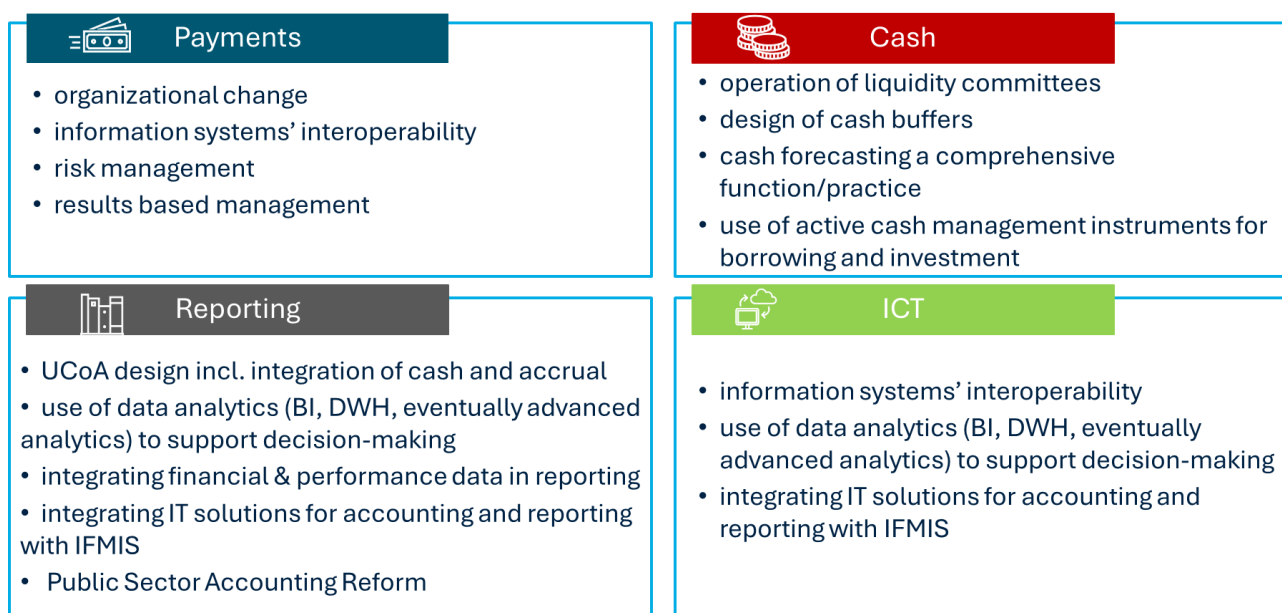 Payments
• organizational change
• information systems’ interoperability
• risk management
• results based management
Cash
• operation of liquidity committees
• design of cash buffers
• cash forecasting a comprehensive
function/practice
• use of active cash management instruments for
borrowing and investment
Reporting
• UCoA design incl. integration of cash and accrual
• use of data analytics (BI, DWH, eventually advanced
analytics) to support decision-making
• integrating financial & performance data in reporting
• integrating IT solutions for accounting and reporting
with IFMIS
• Public Sector Accounting Reform
ICT
• information systems’ interoperability
• use of data analytics (BI, DWH, eventually
advanced analytics) to support decision-making
• integrating IT solutions for accounting and
reporting with IFMIS